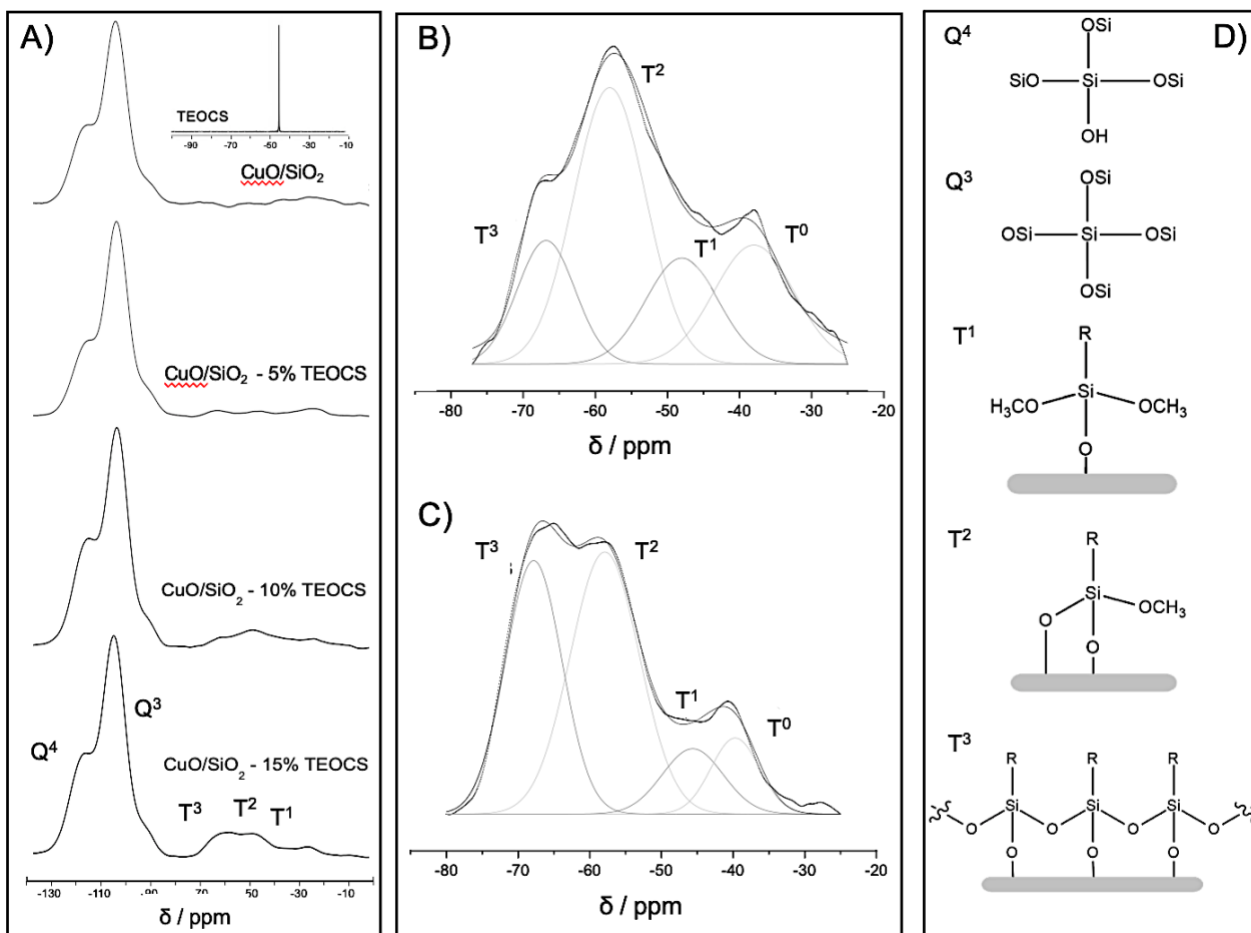 A)
TEOCS
-90 -70 -50 -30 -10
CuO/SiO₂
CuO/SiO₂ - 5% TEOCS
CuO/SiO₂ - 10% TEOCS
Q⁴ Q³
CuO/SiO₂ - 15% TEOCS
T³ T² T¹
-130 -110 -90 -70 -50 -30 -10
δ / ppm
B)
T²
T³ T¹ T⁰
-80 -70 -60 -50 -40 -30 -20
δ / ppm
C)
T³ T²
T¹
T⁰
-80 -70 -60 -50 -40 -30 -20
δ / ppm
D)
Q⁴
OSi
SiO Si OSi
OH
Q³
OSi
OSi Si OSi
OSi
T¹
R
Si
H₃CO OCH₃
O
T²
R
Si
O OCH₃
O
T³
R R R
Si Si Si
O O O O
O O O